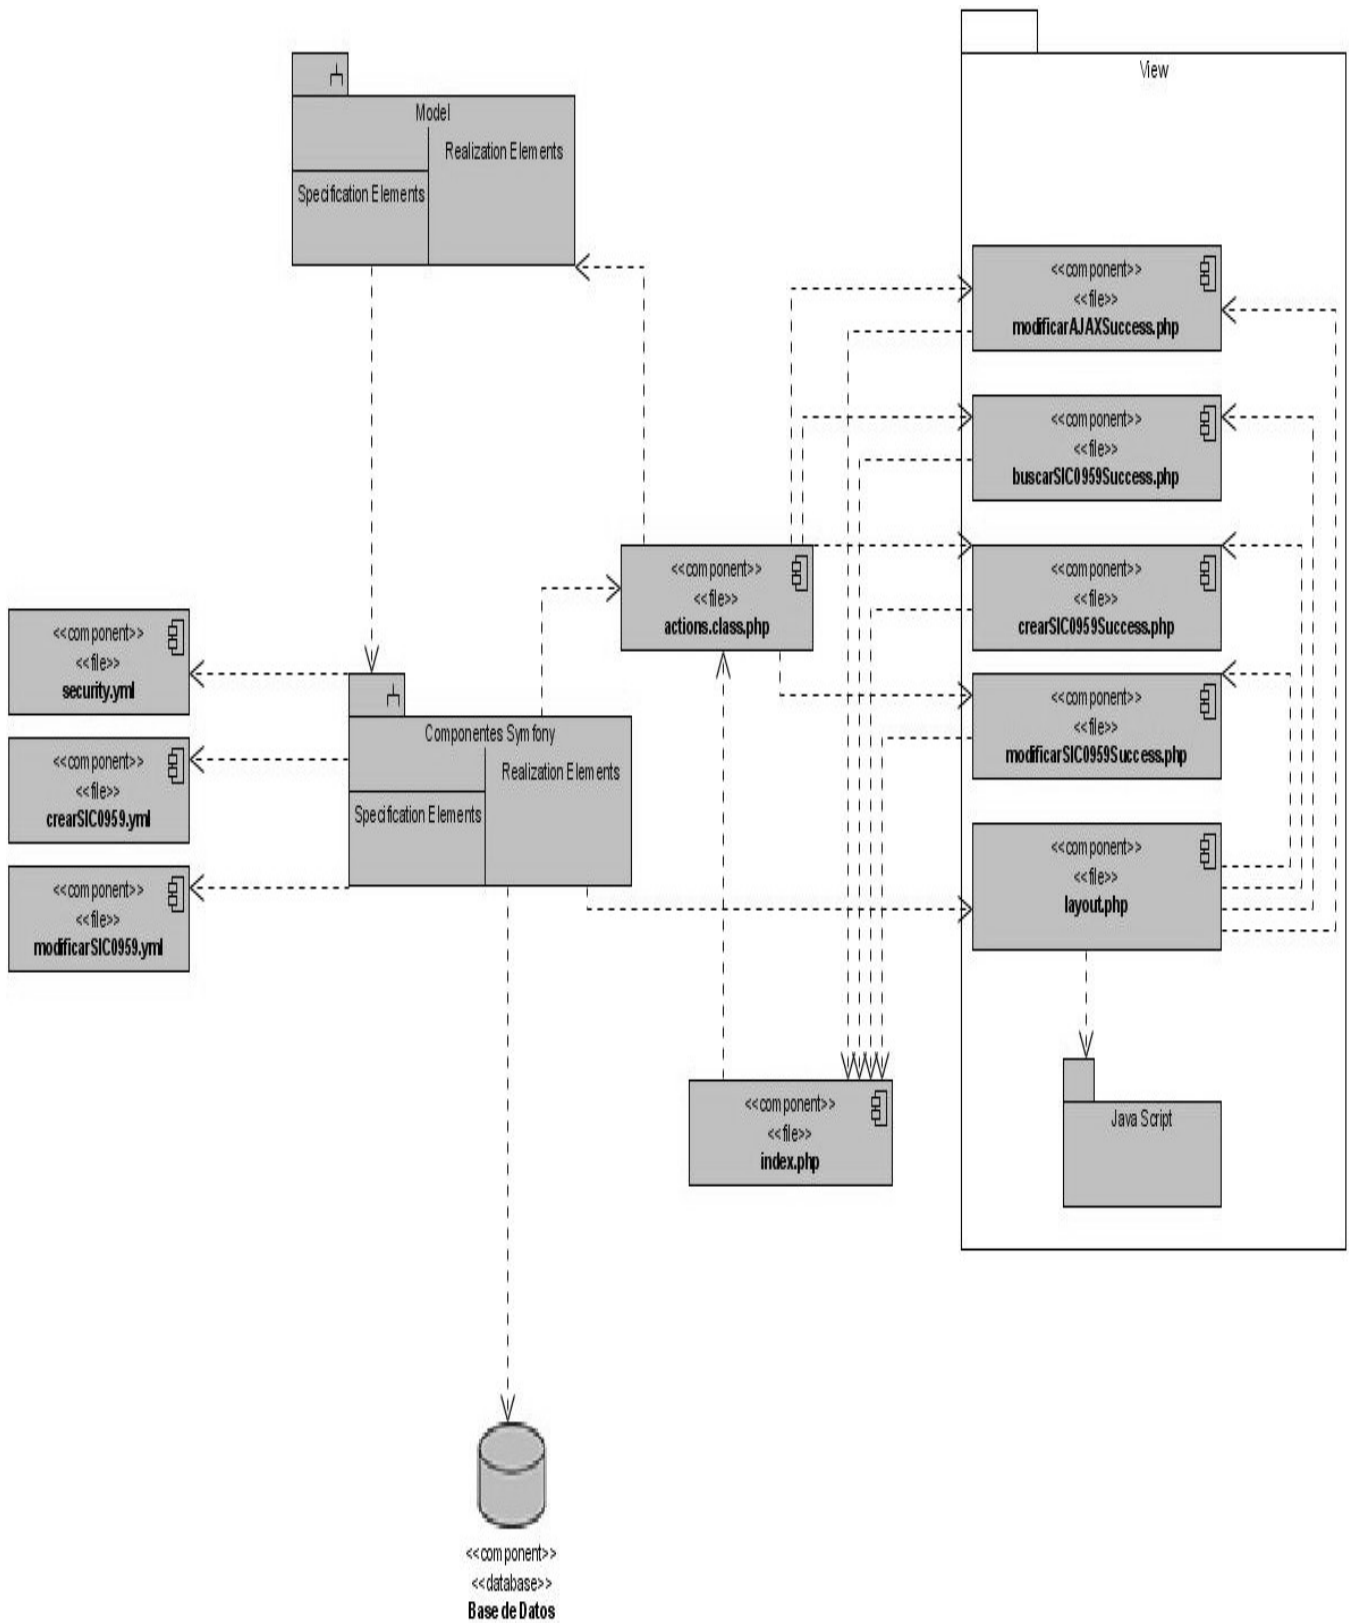 View
Model
Realization Elements
Specification Elements
<<component>>
<<file>>
modificarAJAXSuccess.php
<<component>>
<<file>>
buscarSIC0959Success.php
<<component>>
<<file>>
actions.class.php
<<component>>
<<file>>
crearSIC0959Success.php
<<component>>
<<file>>
security.yml
<<component>>
<<file>>
modificarSIC0959Success.php
Componentes Symfony
Realization Elements
Specification Elements
<<component>>
<<file>>
crearSIC0959.yml
<<component>>
<<file>>
layout.php
<<component>>
<<file>>
modificarSIC0959.yml
<<component>>
<<file>>
index.php
Java Script
<<component>>
<<database>>
Base de Datos